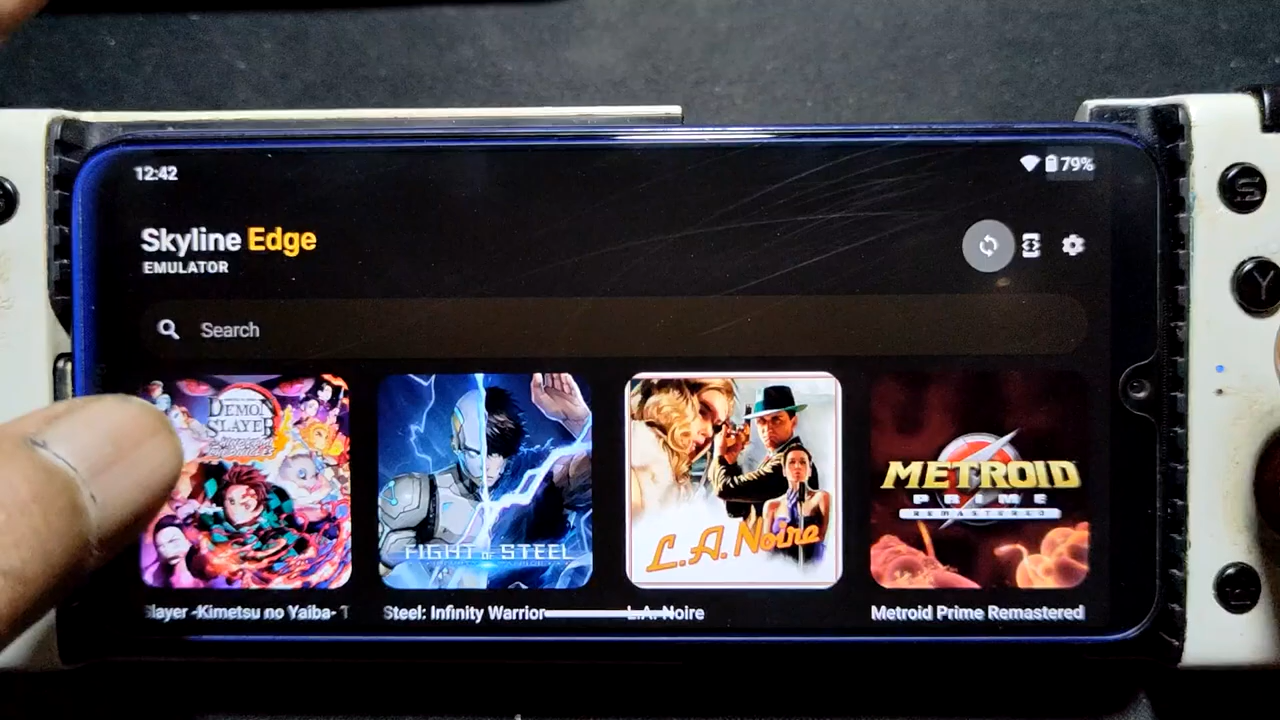 12:42
79%
Skyline Edge
EMULATOR
Search
DEMON
SLAYER
FIGHT OF STEEL
L.A. Noire
METROID
PRIME
REMASTERED
Slayer -Kimetsu no Yaiba- T
Steel: Infinity Warrior
L.A. Noire
Metroid Prime Remastered
S
Y